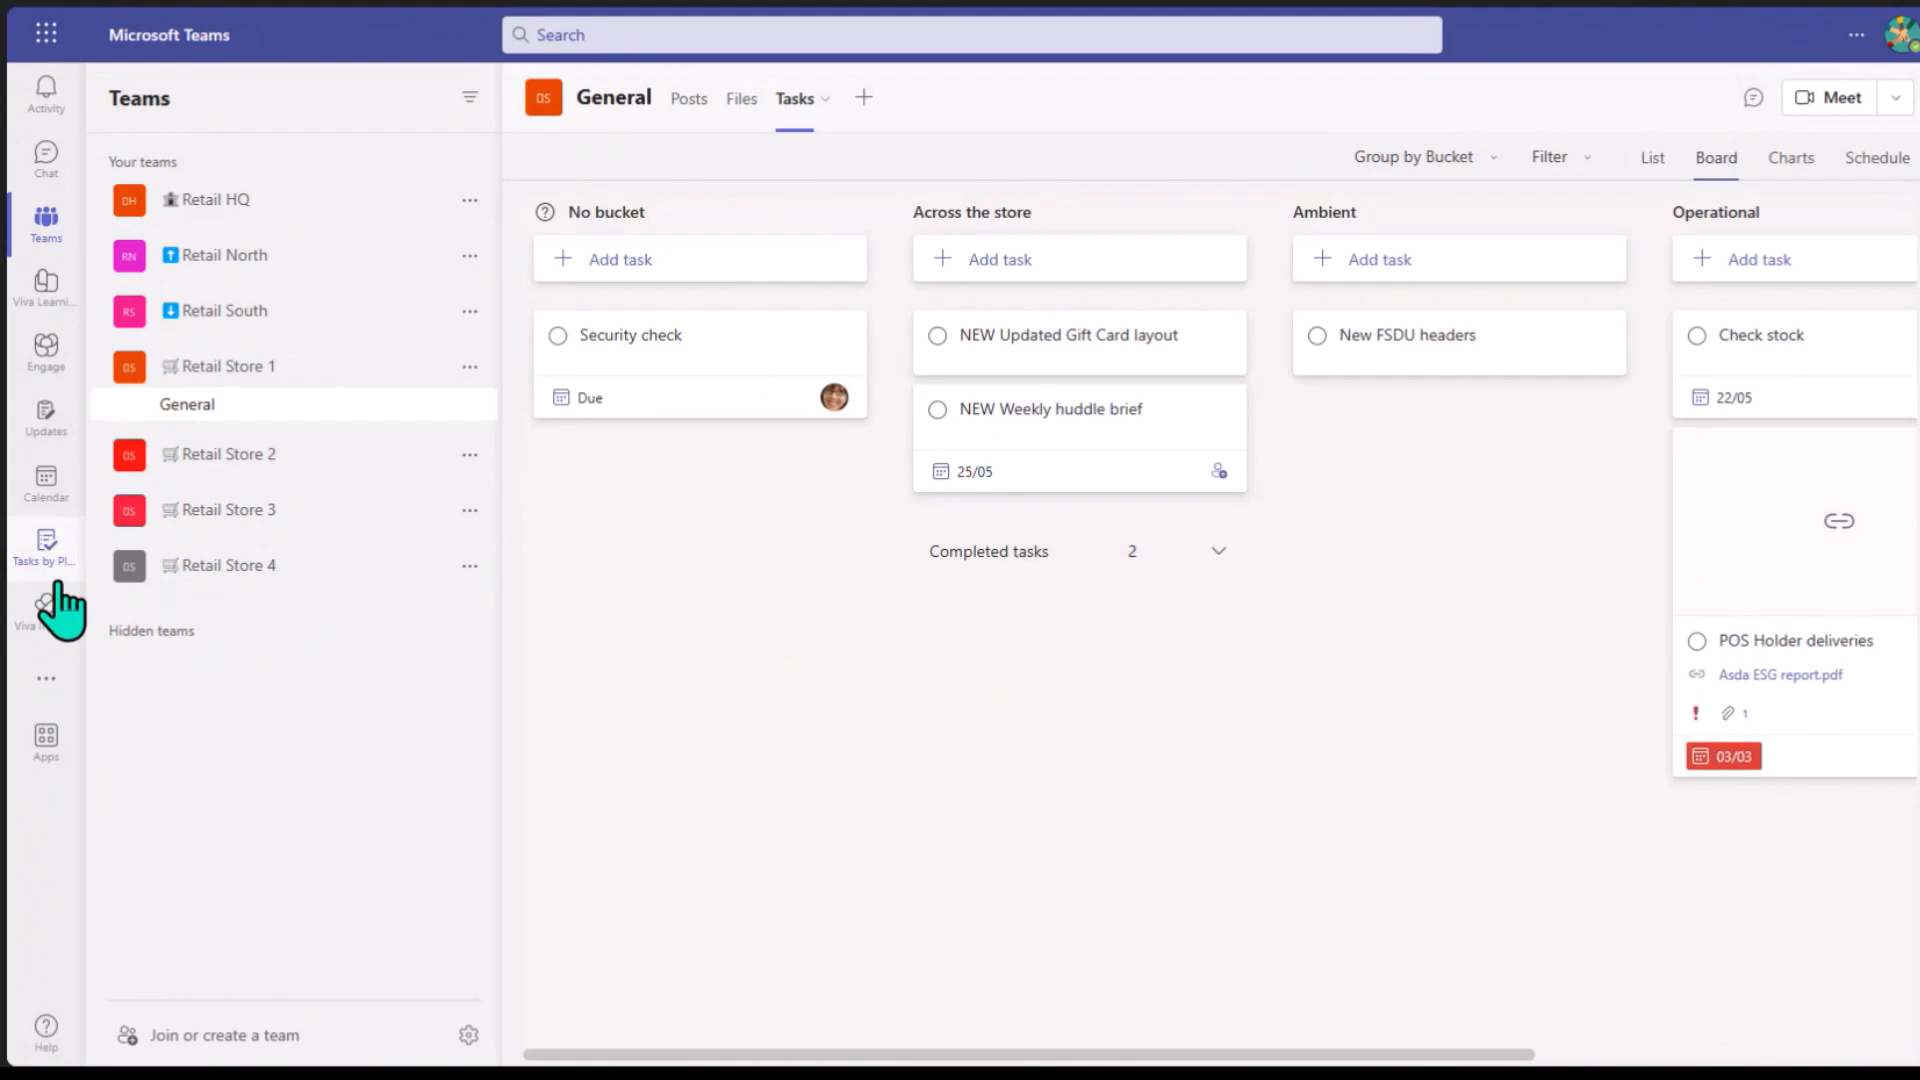 Microsoft Teams
Search
Activity
Chat
Teams
Viva Learni...
Engage
Updates
Calendar
Tasks by Pl...
Viva
Apps
Help
Teams
Your teams
DH Retail HQ
RN Retail North
RS Retail South
DS Retail Store 1
General
DS Retail Store 2
DS Retail Store 3
DS Retail Store 4
Hidden teams
Join or create a team
DS General Posts Files Tasks Meet
Group by Bucket Filter List Board Charts Schedule
No bucket
Add task
Security check
Due
Across the store
Add task
NEW Updated Gift Card layout
NEW Weekly huddle brief
25/05
Completed tasks 2
Ambient
Add task
New FSDU headers
Operational
Add task
Check stock
22/05
POS Holder deliveries
Asda ESG report.pdf
1
03/03